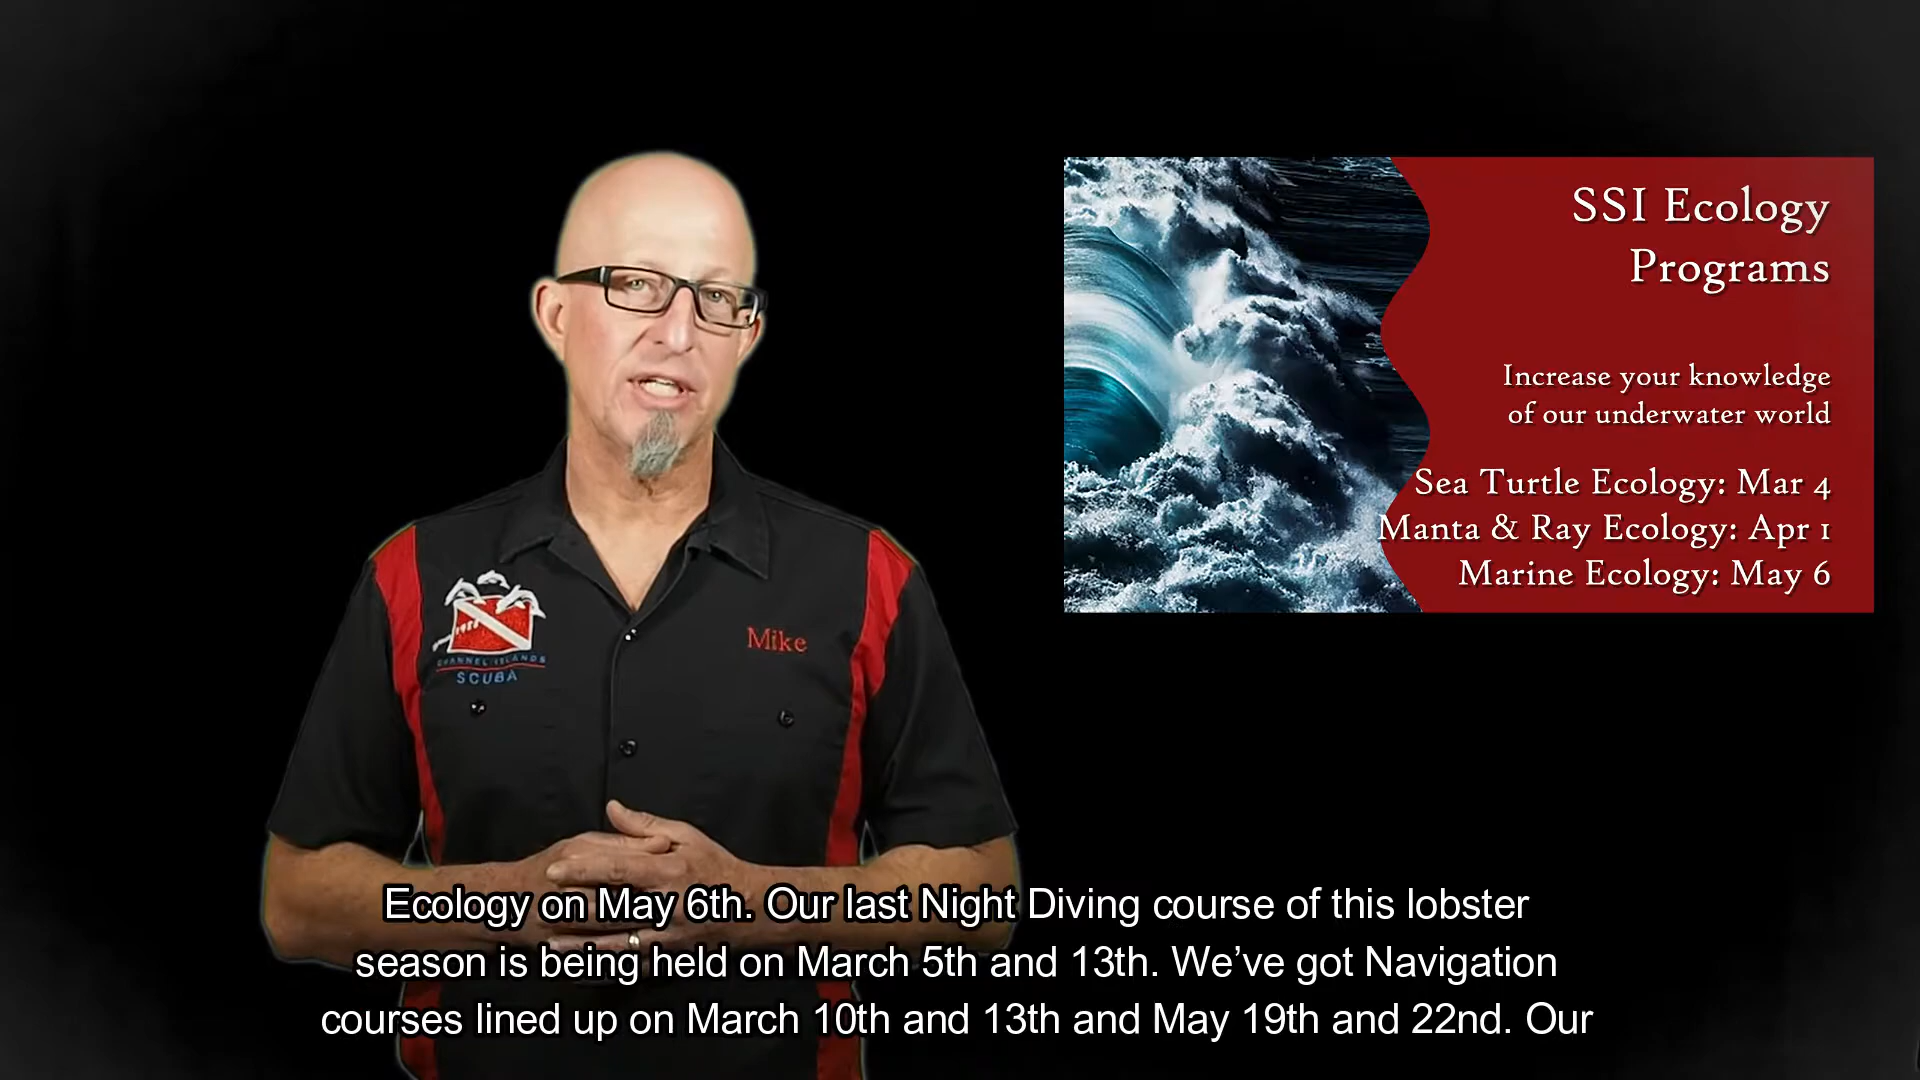 SSI Ecology
Programs
Increase your knowledge
of our underwater world
Sea Turtle Ecology: Mar 4
Manta & Ray Ecology: Apr 1
Marine Ecology: May 6
CHANNEL ISLANDS
SCUBA
Mike
Ecology on May 6th. Our last Night Diving course of this lobster
season is being held on March 5th and 13th. We’ve got Navigation
courses lined up on March 10th and 13th and May 19th and 22nd. Our